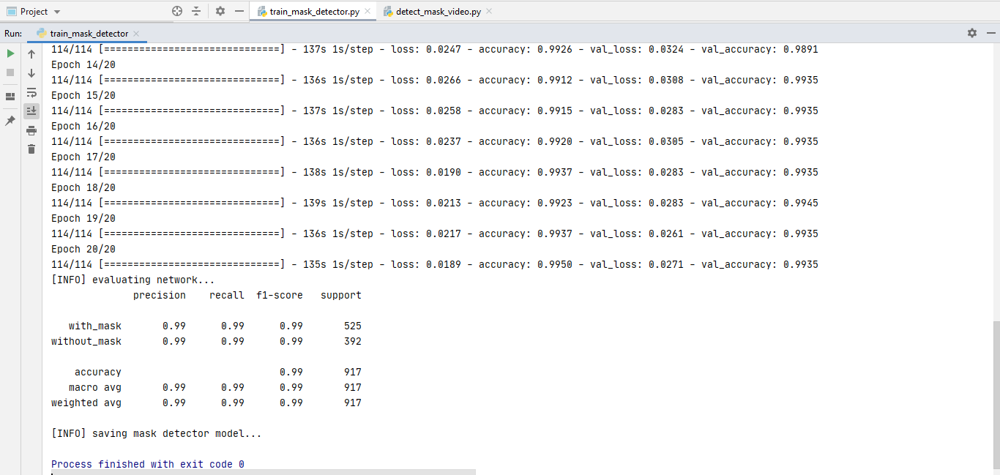 Project train_mask_detector.py detect_mask_video.py
Run: train_mask_detector
114/114 [==============================] - 137s 1s/step - loss: 0.0247 - accuracy: 0.9926 - val_loss: 0.0324 - val_accuracy: 0.9891
Epoch 14/20
114/114 [==============================] - 136s 1s/step - loss: 0.0266 - accuracy: 0.9912 - val_loss: 0.0308 - val_accuracy: 0.9935
Epoch 15/20
114/114 [==============================] - 137s 1s/step - loss: 0.0258 - accuracy: 0.9915 - val_loss: 0.0283 - val_accuracy: 0.9935
Epoch 16/20
114/114 [==============================] - 136s 1s/step - loss: 0.0237 - accuracy: 0.9920 - val_loss: 0.0305 - val_accuracy: 0.9935
Epoch 17/20
114/114 [==============================] - 138s 1s/step - loss: 0.0190 - accuracy: 0.9937 - val_loss: 0.0283 - val_accuracy: 0.9935
Epoch 18/20
114/114 [==============================] - 139s 1s/step - loss: 0.0213 - accuracy: 0.9923 - val_loss: 0.0283 - val_accuracy: 0.9945
Epoch 19/20
114/114 [==============================] - 136s 1s/step - loss: 0.0217 - accuracy: 0.9937 - val_loss: 0.0261 - val_accuracy: 0.9935
Epoch 20/20
114/114 [==============================] - 135s 1s/step - loss: 0.0189 - accuracy: 0.9950 - val_loss: 0.0271 - val_accuracy: 0.9935
[INFO] evaluating network...
precision recall f1-score support
with_mask 0.99 0.99 0.99 525
without_mask 0.99 0.99 0.99 392
accuracy 0.99 917
macro avg 0.99 0.99 0.99 917
weighted avg 0.99 0.99 0.99 917
[INFO] saving mask detector model...
Process finished with exit code 0